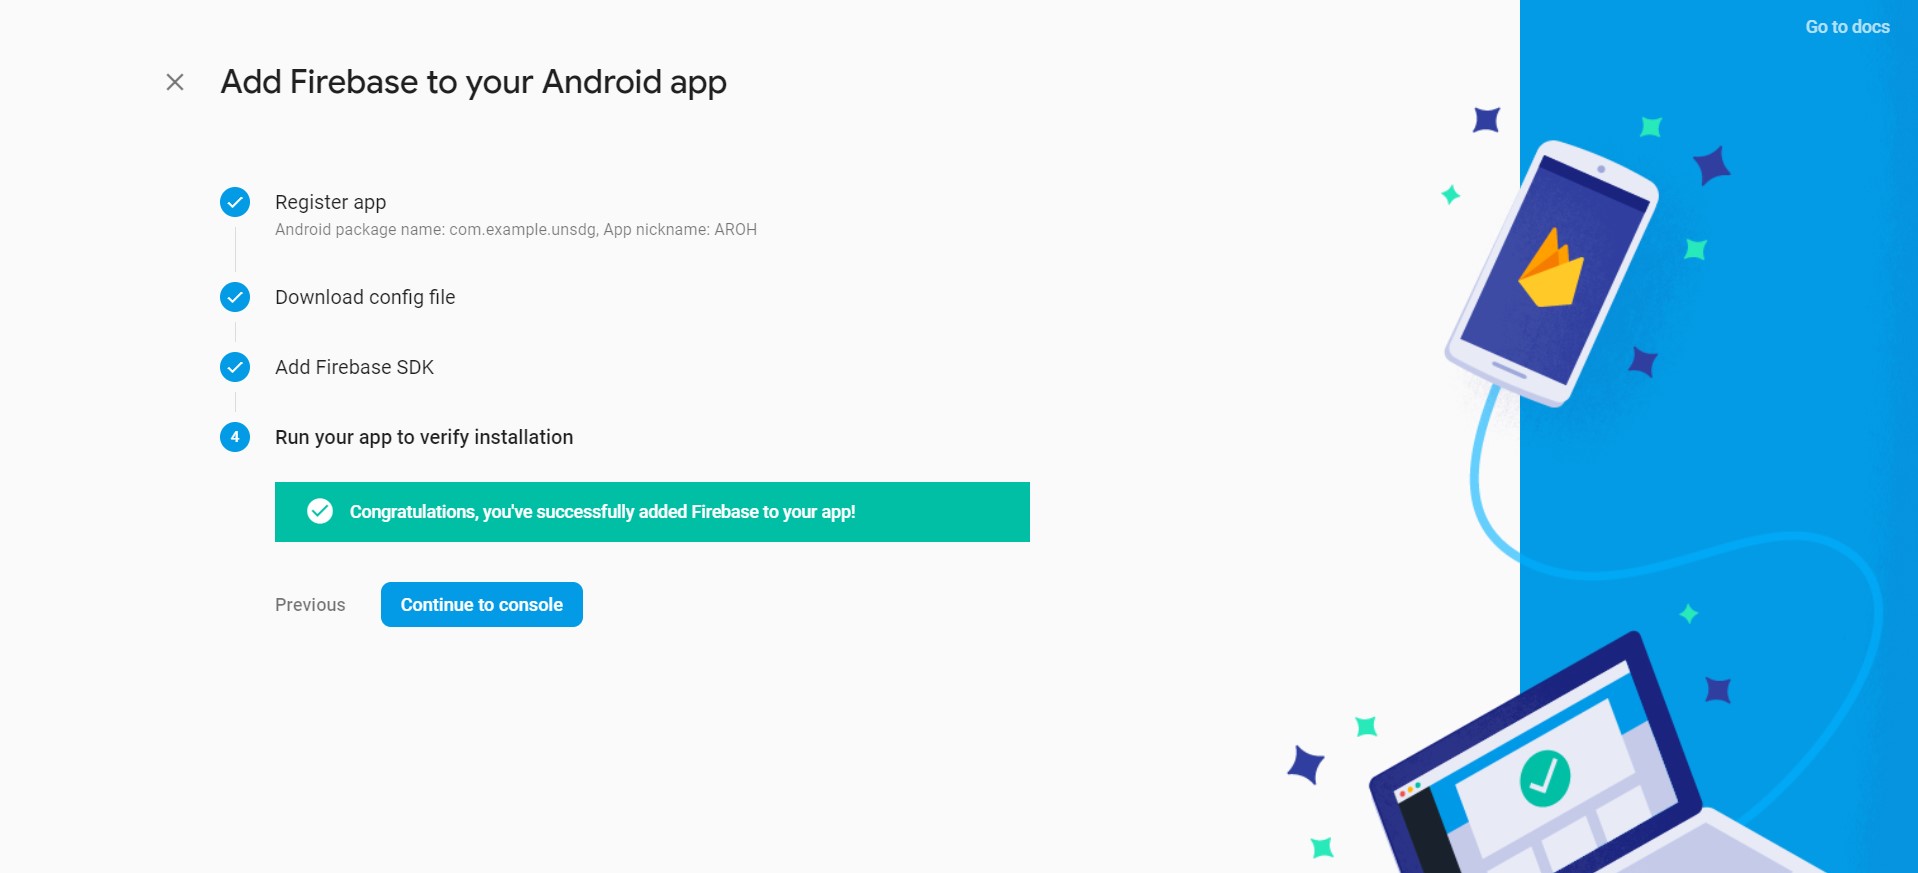 Go to docs
Add Firebase to your Android app
Register app
Android package name: com.example.unsdg, App nickname: AROH
Download config file
Add Firebase SDK
4
Run your app to verify installation
Congratulations, you've successfully added Firebase to your app!
Previous
Continue to console